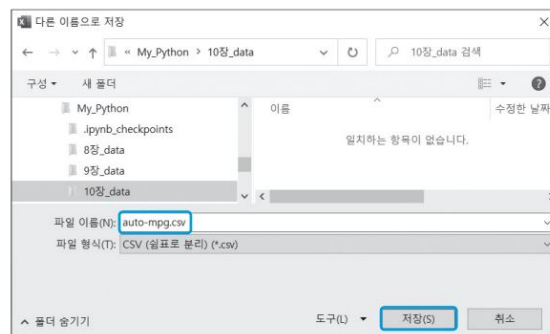 다른 이름으로 저장
« My_Python > 10장_data
10장_data 검색
구성
새 폴더
My_Python
.ipynb_checkpoints
8장_data
9장_data
10장_data
이름
수정한 날짜
일치하는 항목이 없습니다.
파일 이름(N): auto-mpg.csv
파일 형식(T): CSV (쉼표로 분리) (*.csv)
폴더 숨기기
도구(L)
저장(S)
취소